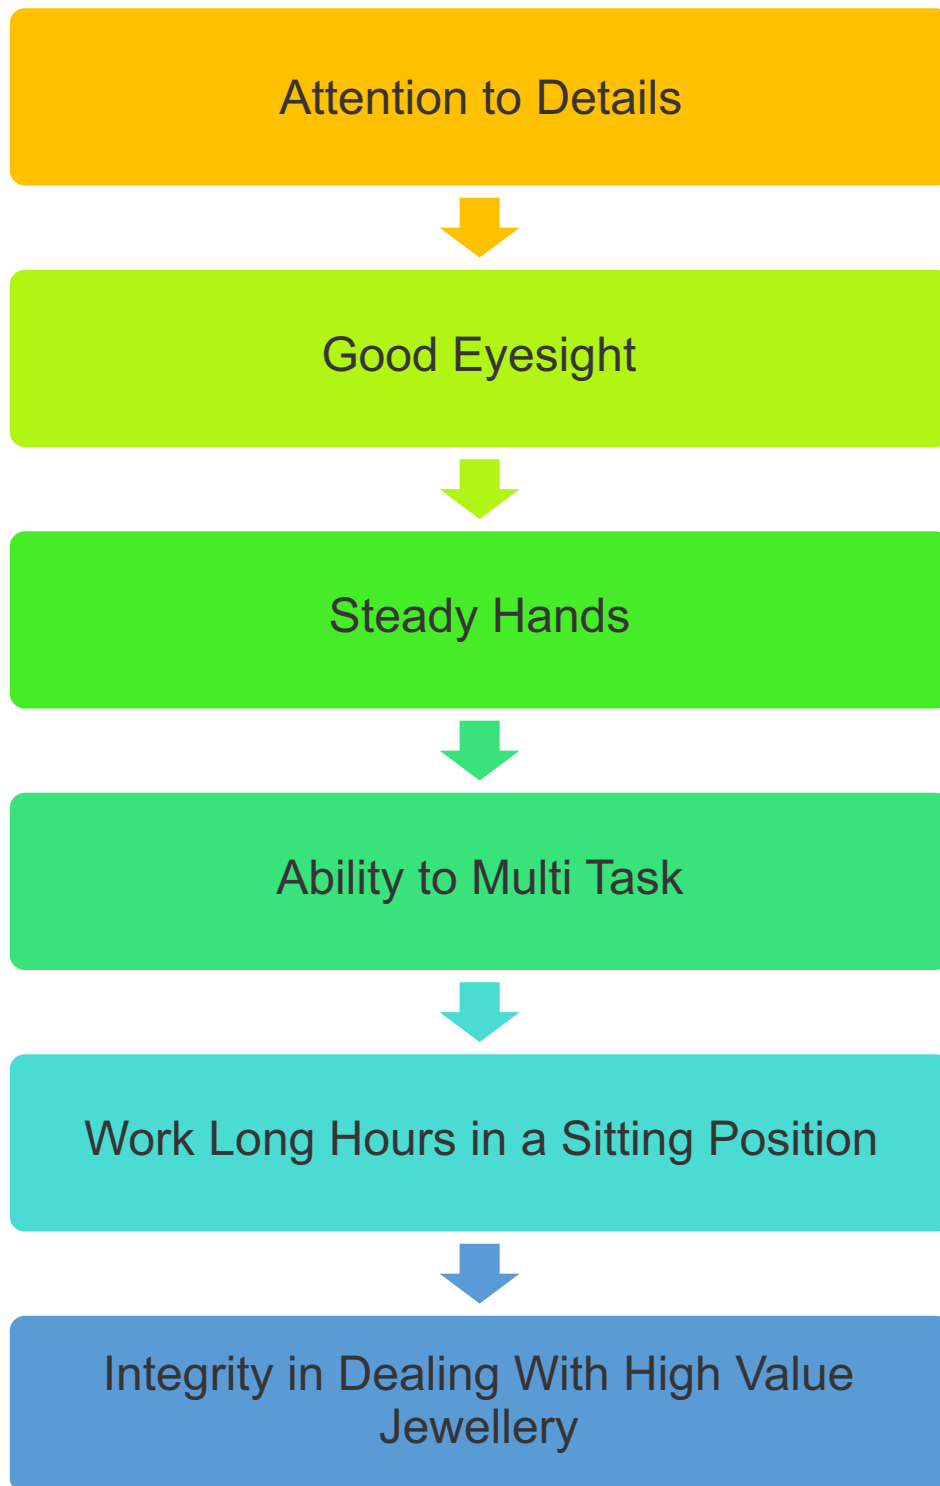 Attention to Details
Good Eyesight
Steady Hands
Ability to Multi Task
Work Long Hours in a Sitting Position
Integrity in Dealing With High Value
Jewellery